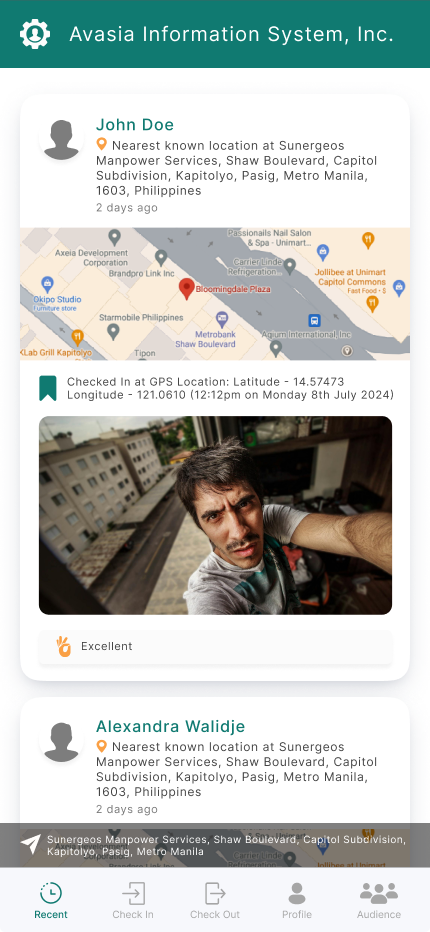 Avasia Information System, Inc.
John Doe
Nearest known location at Sunergeos
Manpower Services, Shaw Boulevard, Capitol
Subdivision, Kapitolyo, Pasig, Metro Manila,
1603, Philippines
2 days ago
Passionails Nail Salon
& Spa - Unimart...
Axeia Development
Corporation
Brandpro Link Inc
Carrier Linde
Refrigeration...
Jollibee at Unimart
Capitol Commons
Fast Food · $
Okipo Studio
Furniture store
Bloomingdale Plaza
Starmobile Philippines
Metrobank
Shaw Boulevard
Agium International, Inc
KLab Grill Kapitolyo
Tipon
Checked In at GPS Location: Latitude - 14.57473
Longitude - 121.0610 (12:12pm on Monday 8th July 2024)
Excellent
Alexandra Walidje
Nearest known location at Sunergeos
Manpower Services, Shaw Boulevard, Capitol
Subdivision, Kapitolyo, Pasig, Metro Manila,
1603, Philippines
2 days ago
Sunergeos Manpower Services, Shaw Boulevard, Capitol Subdivision,
Kapitolyo, Pasig, Metro Manila
Recent
Check In
Check Out
Profile
Audience